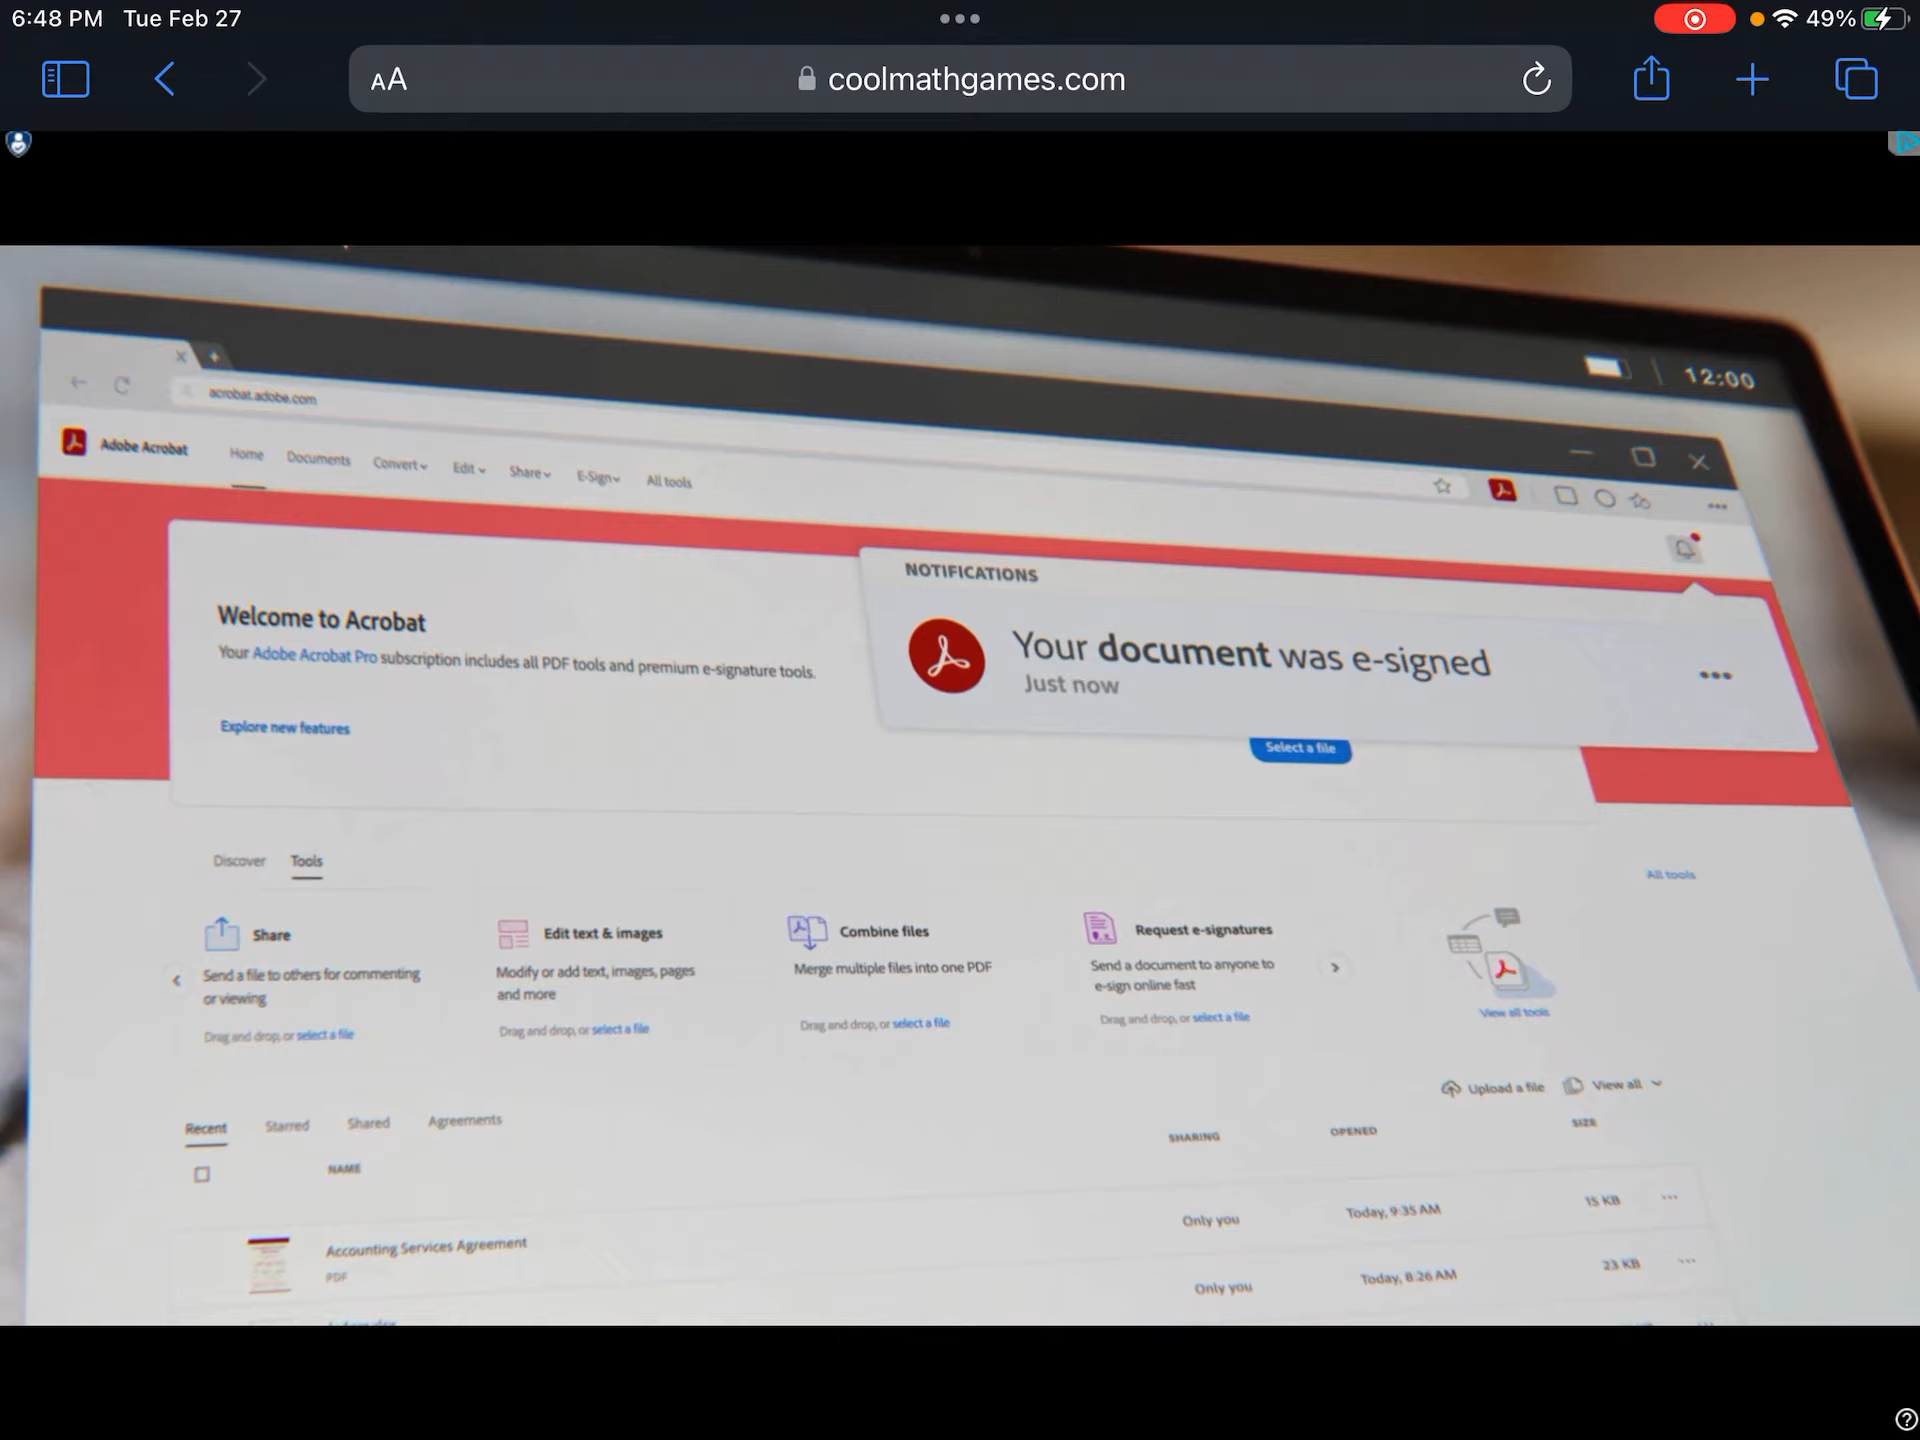 6:48 PM Tue Feb 27
49%
AA
coolmathgames.com
12:00
acrobat.adobe.com
Adobe Acrobat
Home Documents Convert Edit Share E-Sign All tools
NOTIFICATIONS
Your document was e-signed
Just now
Welcome to Acrobat
Your Adobe Acrobat Pro subscription includes all PDF tools and premium e-signature tools.
Explore new features
Select a file
Discover Tools
All tools
Share
Send a file to others for commenting
or viewing
Drag and drop, or select a file
Edit text & images
Modify or add text, images, pages
and more
Drag and drop, or select a file
Combine files
Merge multiple files into one PDF
Drag and drop, or select a file
Request e-signatures
Send a document to anyone to
e-sign online fast
Drag and drop, or select a file
View all tools
Upload a file View all
Recent Starred Shared Agreements
NAME SHARING OPENED SIZE
Accounting Services Agreement
PDF
Only you Today, 9:35 AM 15 KB
Only you Today, 8:26 AM 23 KB